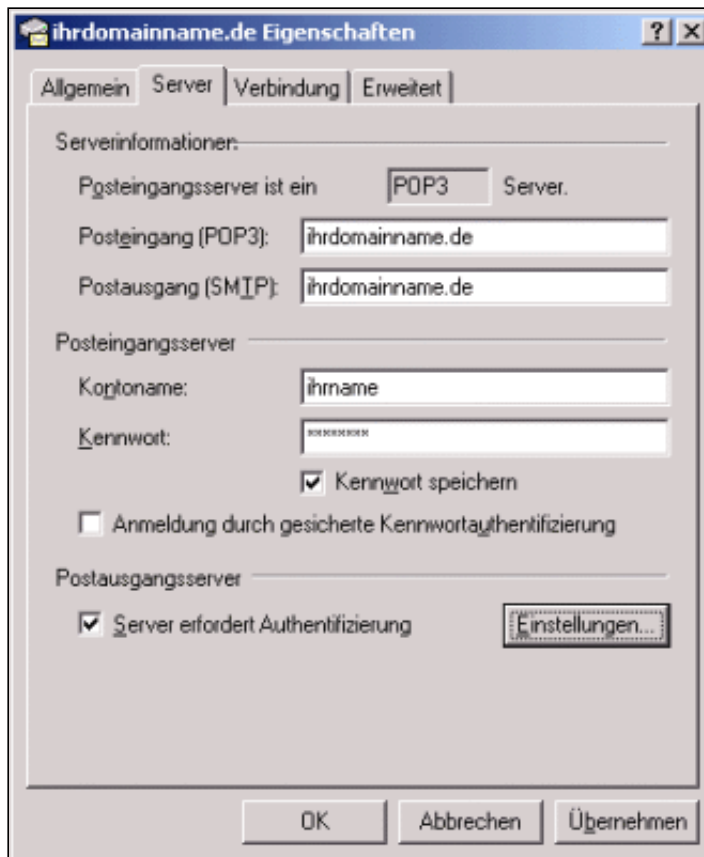 ihrdomainname.de Eigenschaften
Allgemein Server Verbindung Erweitert
Serverinformationen:
Posteingangsserver ist ein POP3 Server.
Posteingang (POP3): ihrdomainname.de
Postausgang (SMTP): ihrdomainname.de
Posteingangsserver
Kontoname: ihrname
Kennwort: ********
Kennwort speichern
Anmeldung durch gesicherte Kennwortauthentifizierung
Postausgangsserver
Server erfordert Authentifizierung Einstellungen...
OK Abbrechen Übernehmen